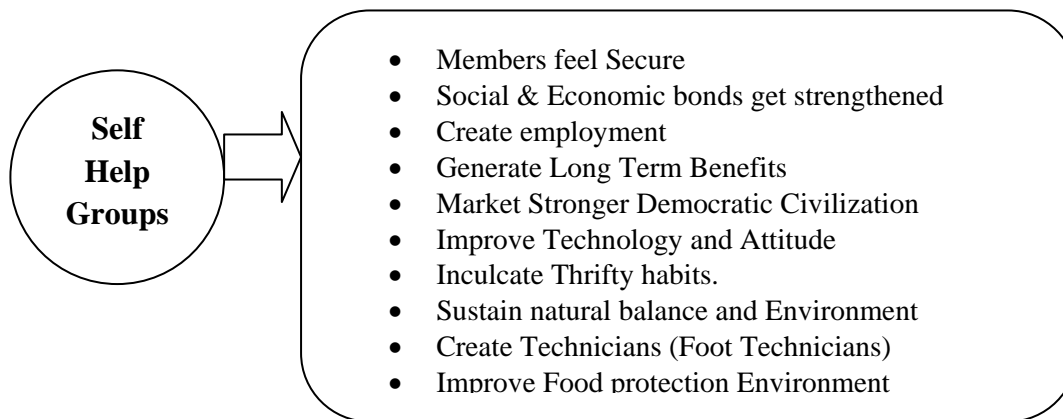 Self
Help
Groups
• Members feel Secure
• Social & Economic bonds get strengthened
• Create employment
• Generate Long Term Benefits
• Market Stronger Democratic Civilization
• Improve Technology and Attitude
• Inculcate Thrifty habits.
• Sustain natural balance and Environment
• Create Technicians (Foot Technicians)
• Improve Food protection Environment